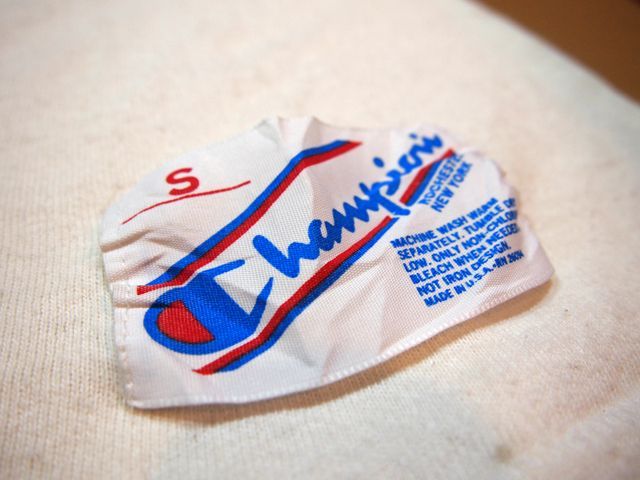 S
Champion
ROCHESTER
NEW YORK
MACHINE WASH WARM
SEPARATELY. TUMBLE DRY
LOW. ONLY NON-CHLORINE
BLEACH WHEN NEEDED.
NOT IRON DESIGN.
MADE IN U.S.A.-RN